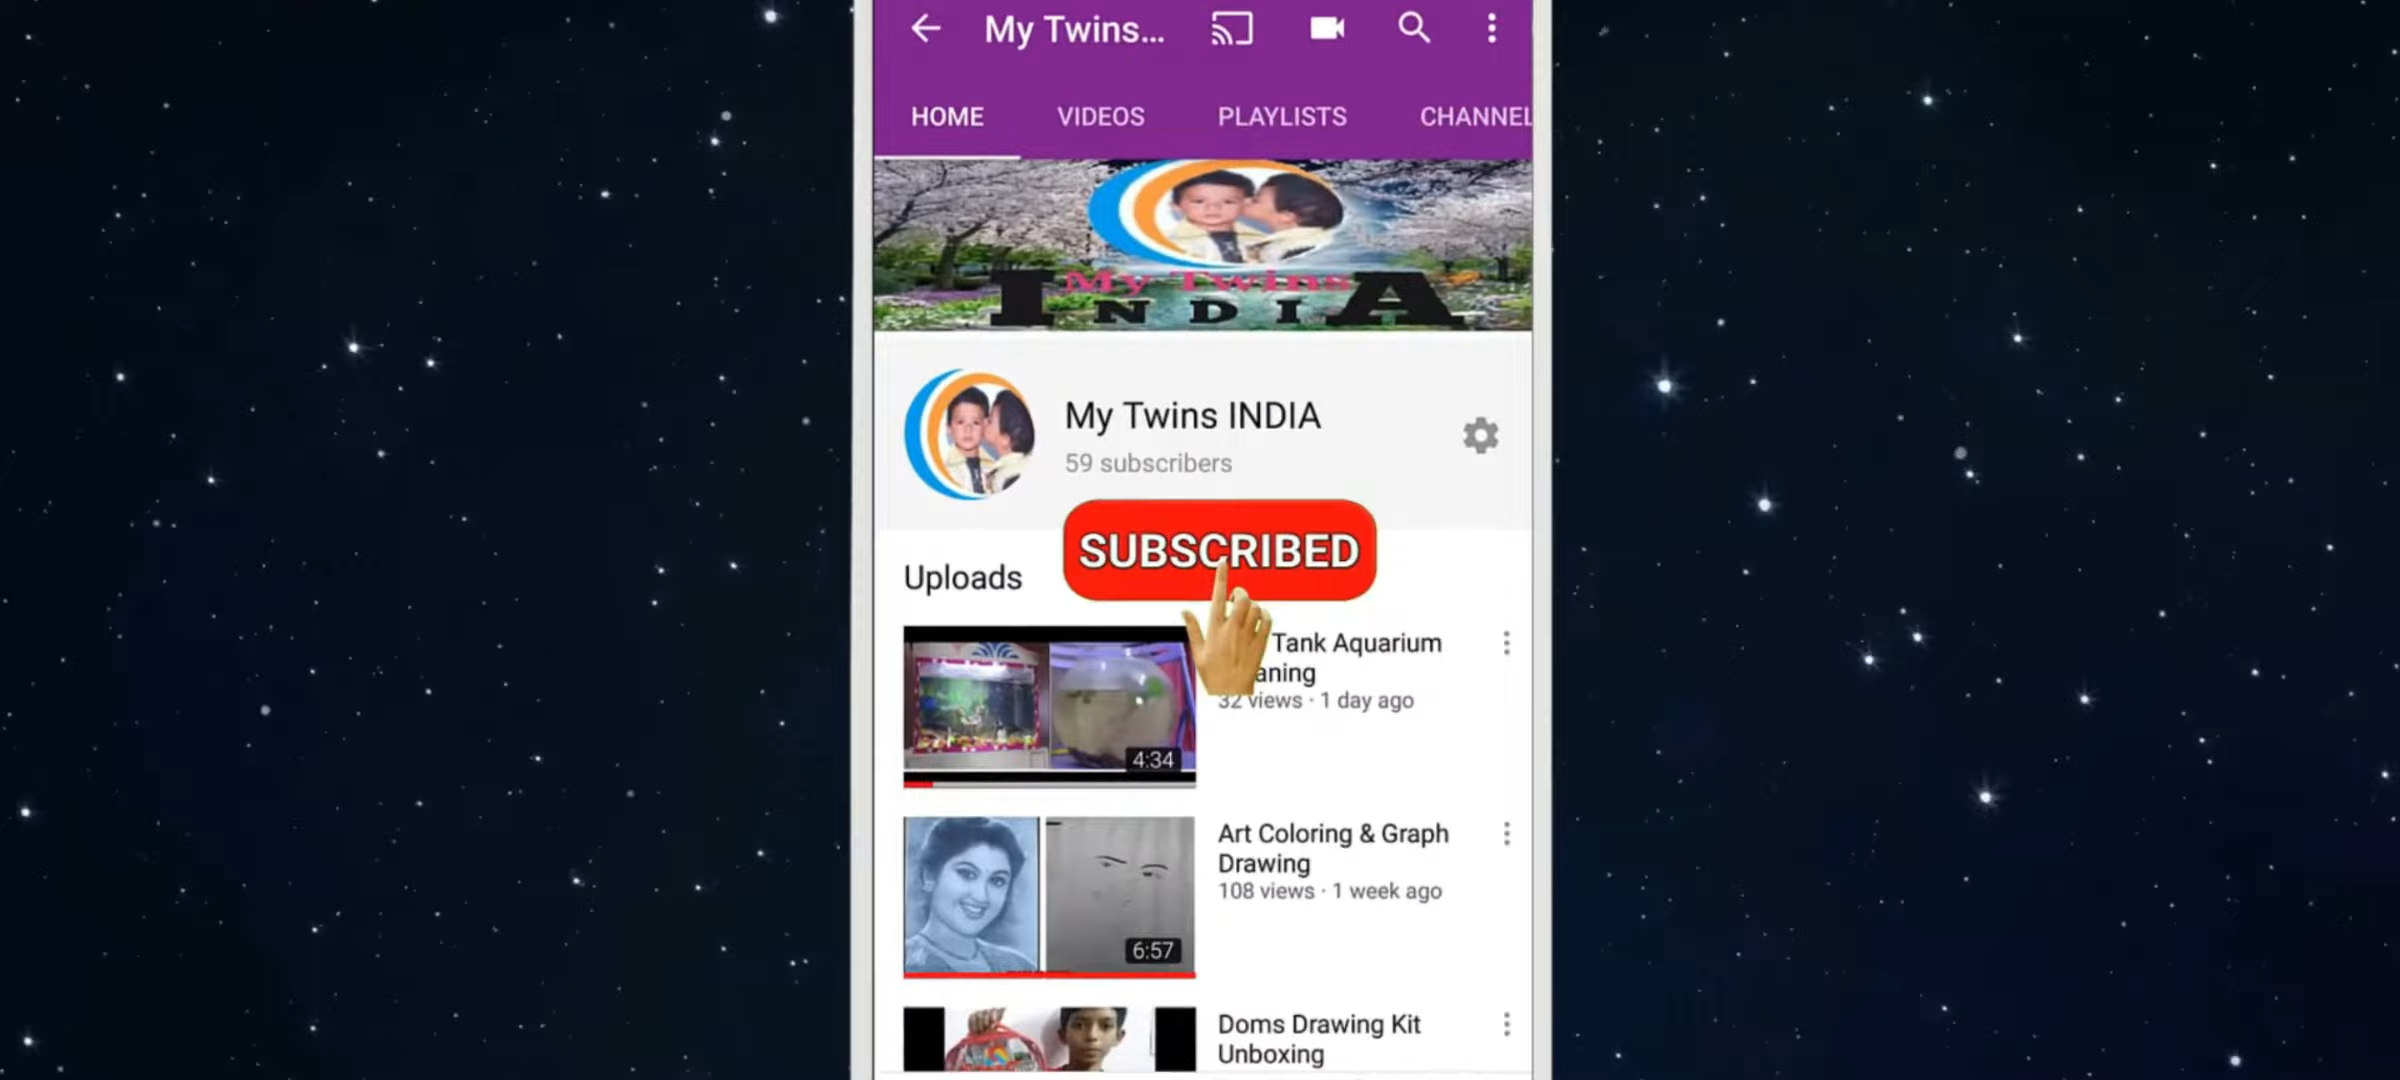 My Twins...
HOME VIDEOS PLAYLISTS CHANNEL
My Twins
INDIA
My Twins INDIA
59 subscribers
SUBSCRIBED
Uploads
Tank Aquarium
32 views · 1 day ago
4:34
Art Coloring & Graph
Drawing
108 views · 1 week ago
6:57
Doms Drawing Kit
Unboxing